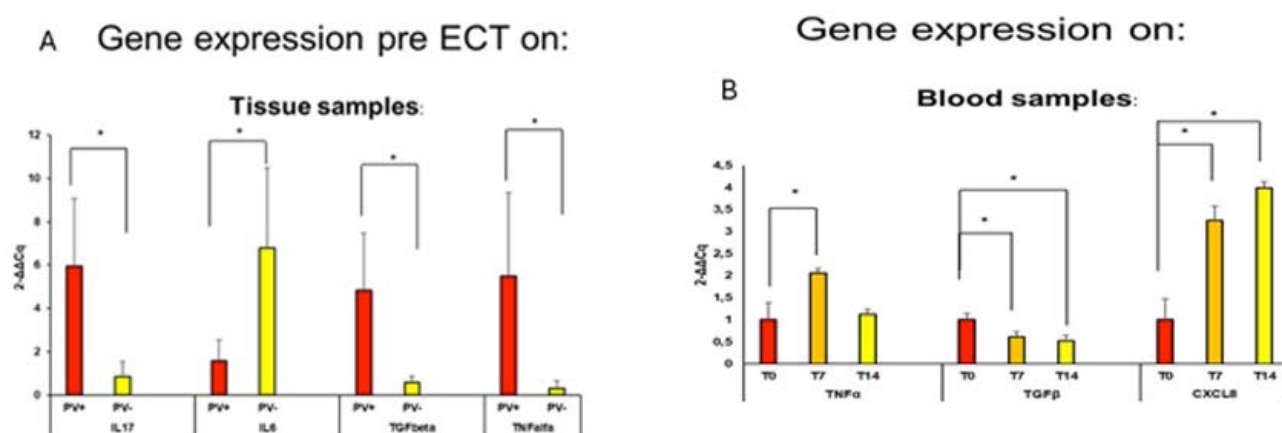 A Gene expression pre ECT on:
Tissue samples:
12
10
8
6
4
2
0
2-ΔΔCq
*
*
*
*
PV+ PV- PV+ PV- PV+ PV- PV+ PV-
IL17 IL6 TGFbeta TNFalfa
Gene expression on:
B Blood samples:
4,5
4
3,5
3
2,5
2
1,5
1
0,5
0
2-ΔΔCq
*
*
*
*
*
T0 T7 T14 T0 T7 T14 T0 T7 T14
TNFα TGFβ CXCL8